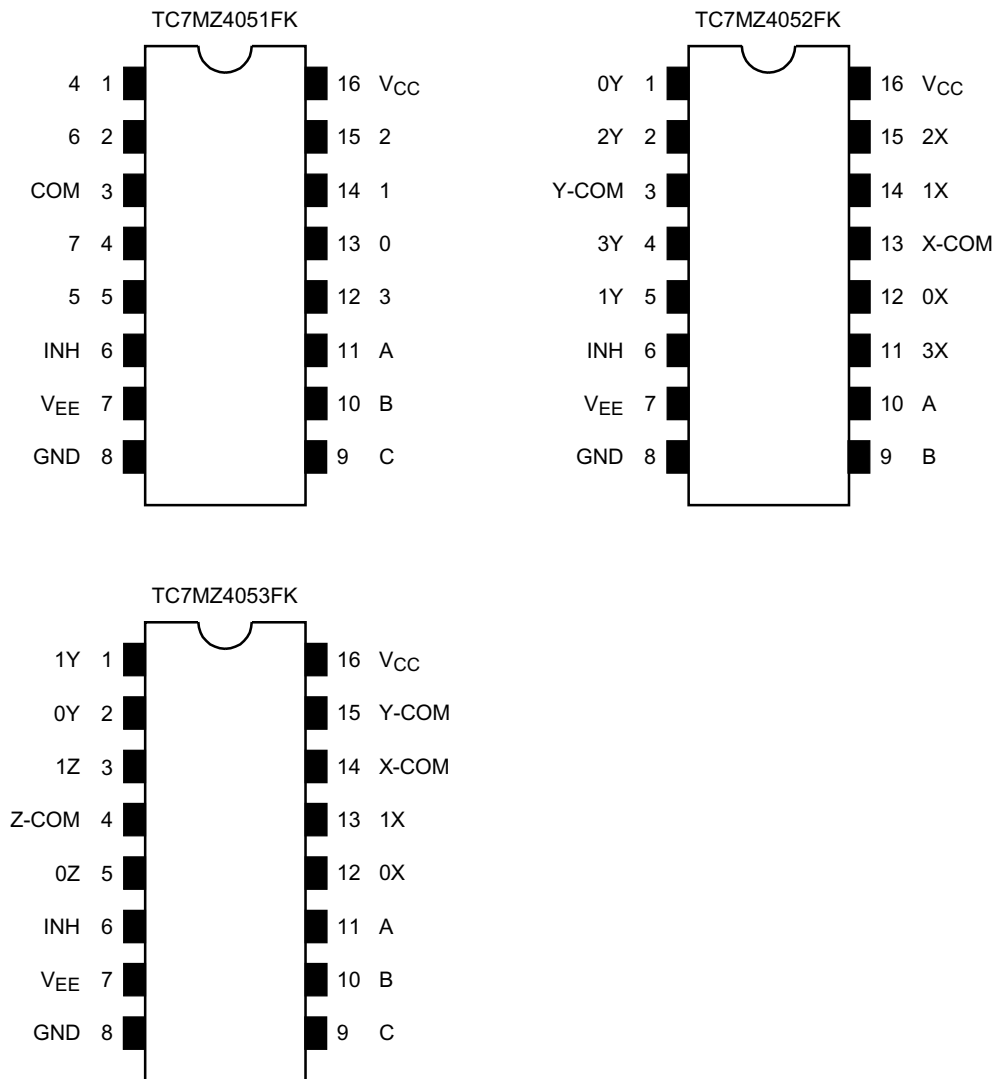 TC7MZ4051FK
4 1 16 VCC
6 2 15 2
COM 3 14 1
7 4 13 0
5 5 12 3
INH 6 11 A
VEE 7 10 B
GND 8 9 C
TC7MZ4052FK
0Y 1 16 VCC
2Y 2 15 2X
Y-COM 3 14 1X
3Y 4 13 X-COM
1Y 5 12 0X
INH 6 11 3X
VEE 7 10 A
GND 8 9 B
TC7MZ4053FK
1Y 1 16 VCC
0Y 2 15 Y-COM
1Z 3 14 X-COM
Z-COM 4 13 1X
0Z 5 12 0X
INH 6 11 A
VEE 7 10 B
GND 8 9 C